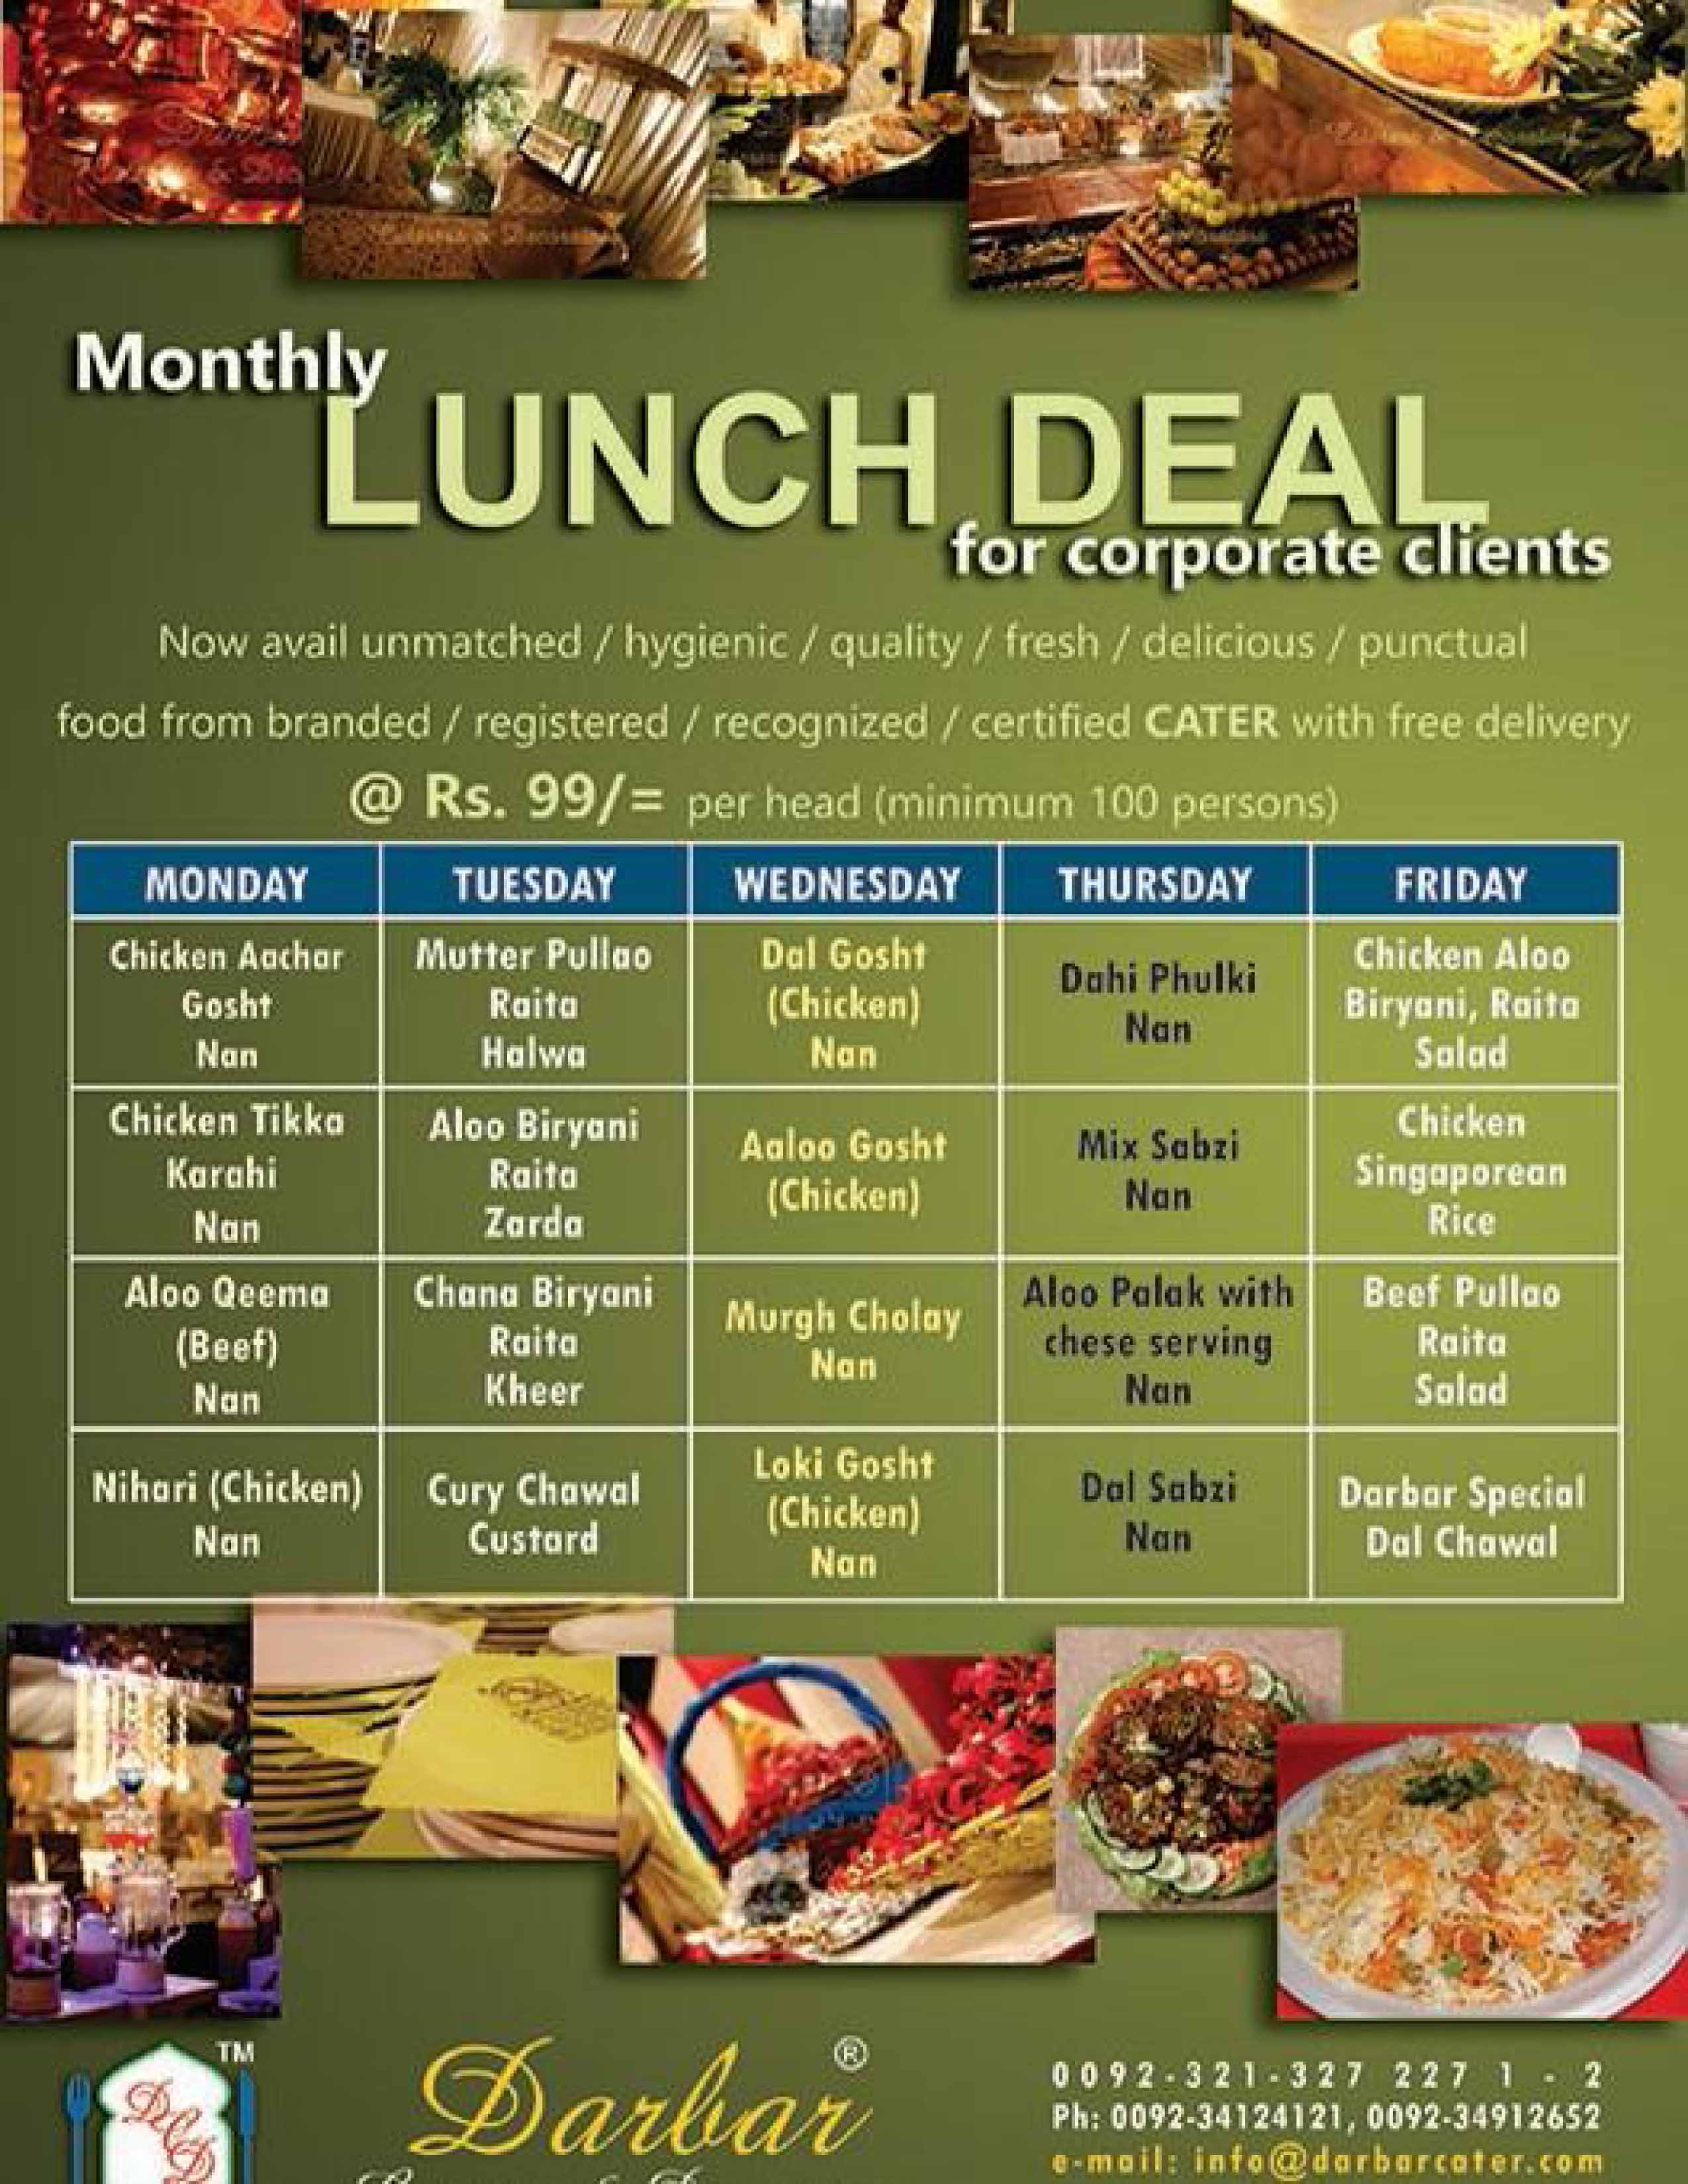 Monthly
LUNCH DEAL
for corporate clients
Now avail unmatched / hygienic / quality / fresh / delicious / punctual
food from branded / registered / recognized / certified CATER with free delivery
@ Rs. 99/= per head (minimum 100 persons)
MONDAY TUESDAY WEDNESDAY THURSDAY FRIDAY
Chicken Aachar
Gosht
Nan
Mutter Pullao
Raita
Halwa
Dal Gosht
(Chicken)
Nan
Dahi Phulki
Nan
Chicken Aloo
Biryani, Raita
Salad
Chicken Tikka
Karahi
Nan
Aloo Biryani
Raita
Zarda
Aaloo Gosht
(Chicken)
Mix Sabzi
Nan
Chicken
Singaporean
Rice
Aloo Qeema
(Beef)
Nan
Chana Biryani
Raita
Kheer
Murgh Cholay
Nan
Aloo Palak with
chese serving
Nan
Beef Pullao
Raita
Salad
Nihari (Chicken)
Nan
Cury Chawal
Custard
Loki Gosht
(Chicken)
Nan
Dal Sabzi
Nan
Darbar Special
Dal Chawal
TM
DCD
Darbar ®
0092-321-327 227 1 - 2
Ph: 0092-34124121, 0092-34912652
e-mail: info@darbarcater.com